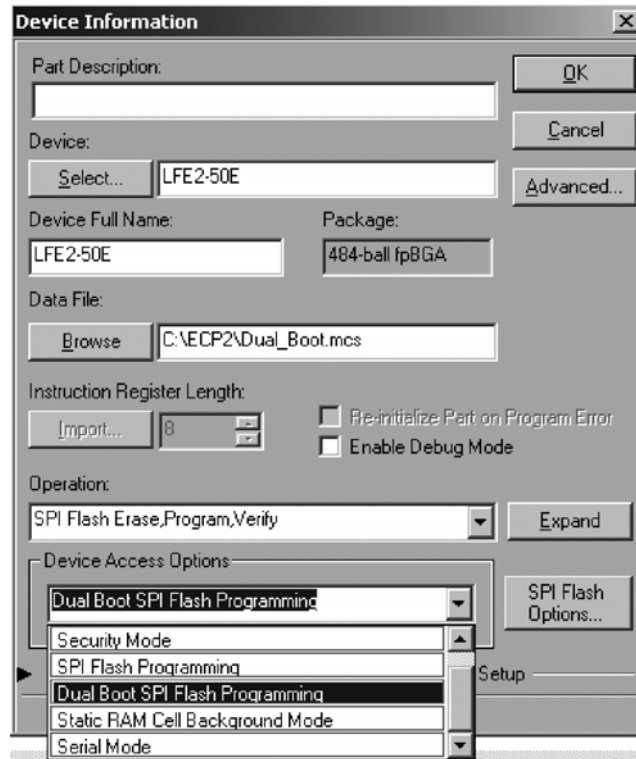 Device Information
Part Description:
OK
Cancel
Device:
Select...
LFE2-50E
Advanced...
Device Full Name:
Package:
LFE2-50E
484-ball fpBGA
Data File:
Browse
C:\ECP2\Dual_Boot.mcs
Instruction Register Length:
Import...
8
Re-initialize Part on Program Error
Enable Debug Mode
Operation:
SPI Flash Erase,Program,Verify
Expand
Device Access Options
Dual Boot SPI Flash Programming
SPI Flash
Options...
Security Mode
SPI Flash Programming
Dual Boot SPI Flash Programming
Static RAM Cell Background Mode
Serial Mode
Setup